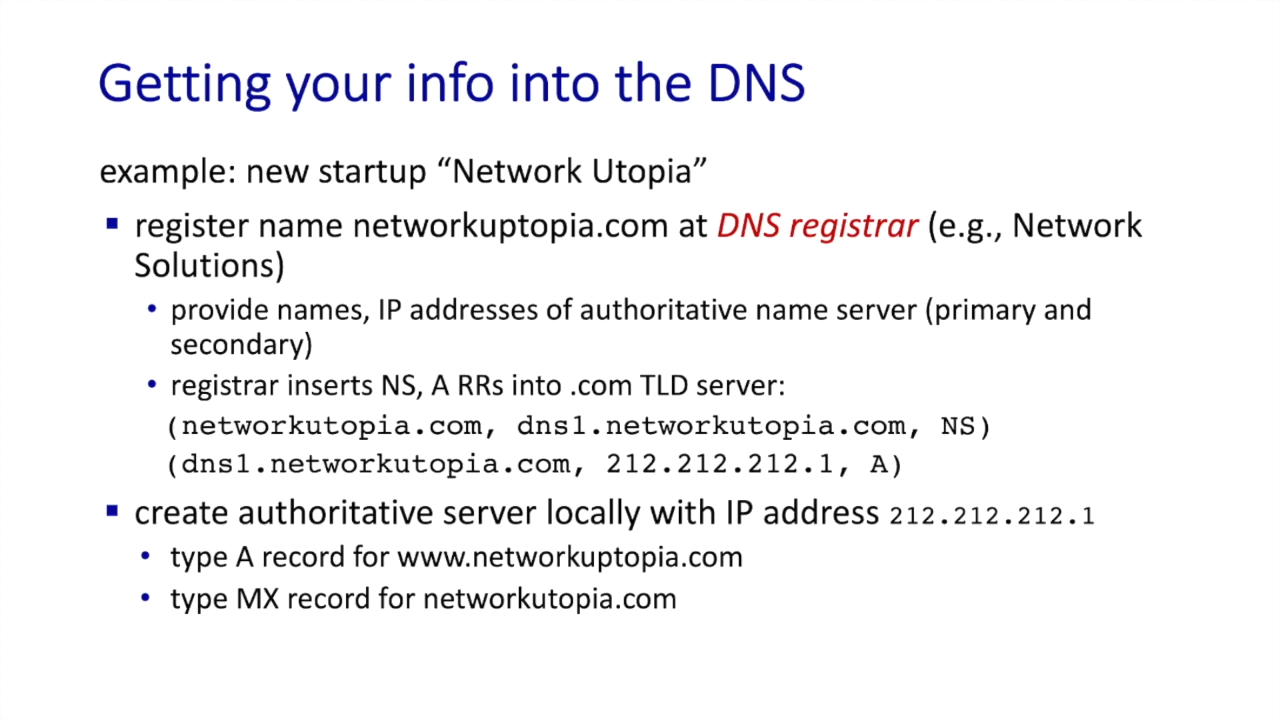 Getting your info into the DNS
example: new startup “Network Utopia”
▪ register name networkuptopia.com at DNS registrar (e.g., Network
Solutions)
• provide names, IP addresses of authoritative name server (primary and
secondary)
• registrar inserts NS, A RRs into .com TLD server:
(networkutopia.com, dns1.networkutopia.com, NS)
(dns1.networkutopia.com, 212.212.212.1, A)
▪ create authoritative server locally with IP address 212.212.212.1
• type A record for www.networkuptopia.com
• type MX record for networkutopia.com